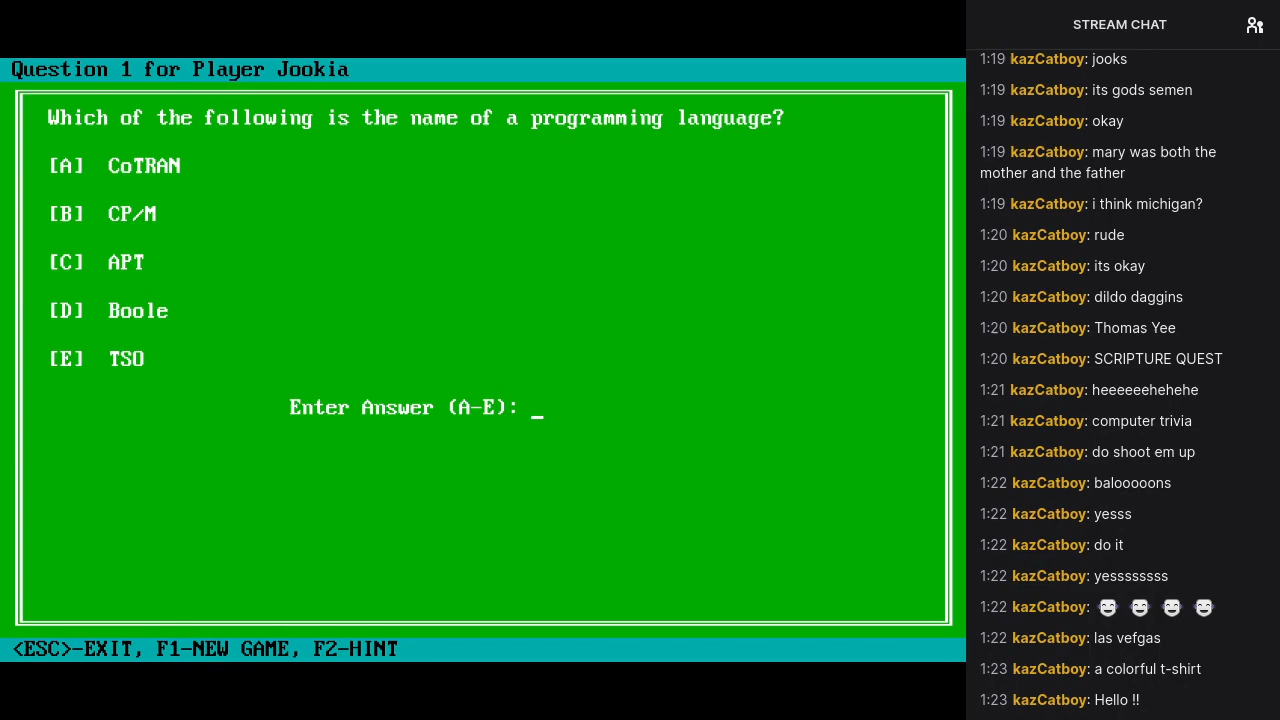 Question 1 for Player Jookia
Which of the following is the name of a programming language?
[A] CoTRAN
[B] CP/M
[C] APT
[D] Boole
[E] TSO
Enter Answer (A-E): _
<ESC>-EXIT, F1-NEW GAME, F2-HINT
STREAM CHAT
1:19 kazCatboy: jooks
1:19 kazCatboy: its gods semen
1:19 kazCatboy: okay
1:19 kazCatboy: mary was both the
mother and the father
1:19 kazCatboy: i think michigan?
1:20 kazCatboy: rude
1:20 kazCatboy: its okay
1:20 kazCatboy: dildo daggins
1:20 kazCatboy: Thomas Yee
1:20 kazCatboy: SCRIPTURE QUEST
1:21 kazCatboy: heeeeeehehehe
1:21 kazCatboy: computer trivia
1:21 kazCatboy: do shoot em up
1:22 kazCatboy: balooooons
1:22 kazCatboy: yesss
1:22 kazCatboy: do it
1:22 kazCatboy: yessssssss
1:22 kazCatboy:
1:22 kazCatboy: las vefgas
1:23 kazCatboy: a colorful t-shirt
1:23 kazCatboy: Hello !!